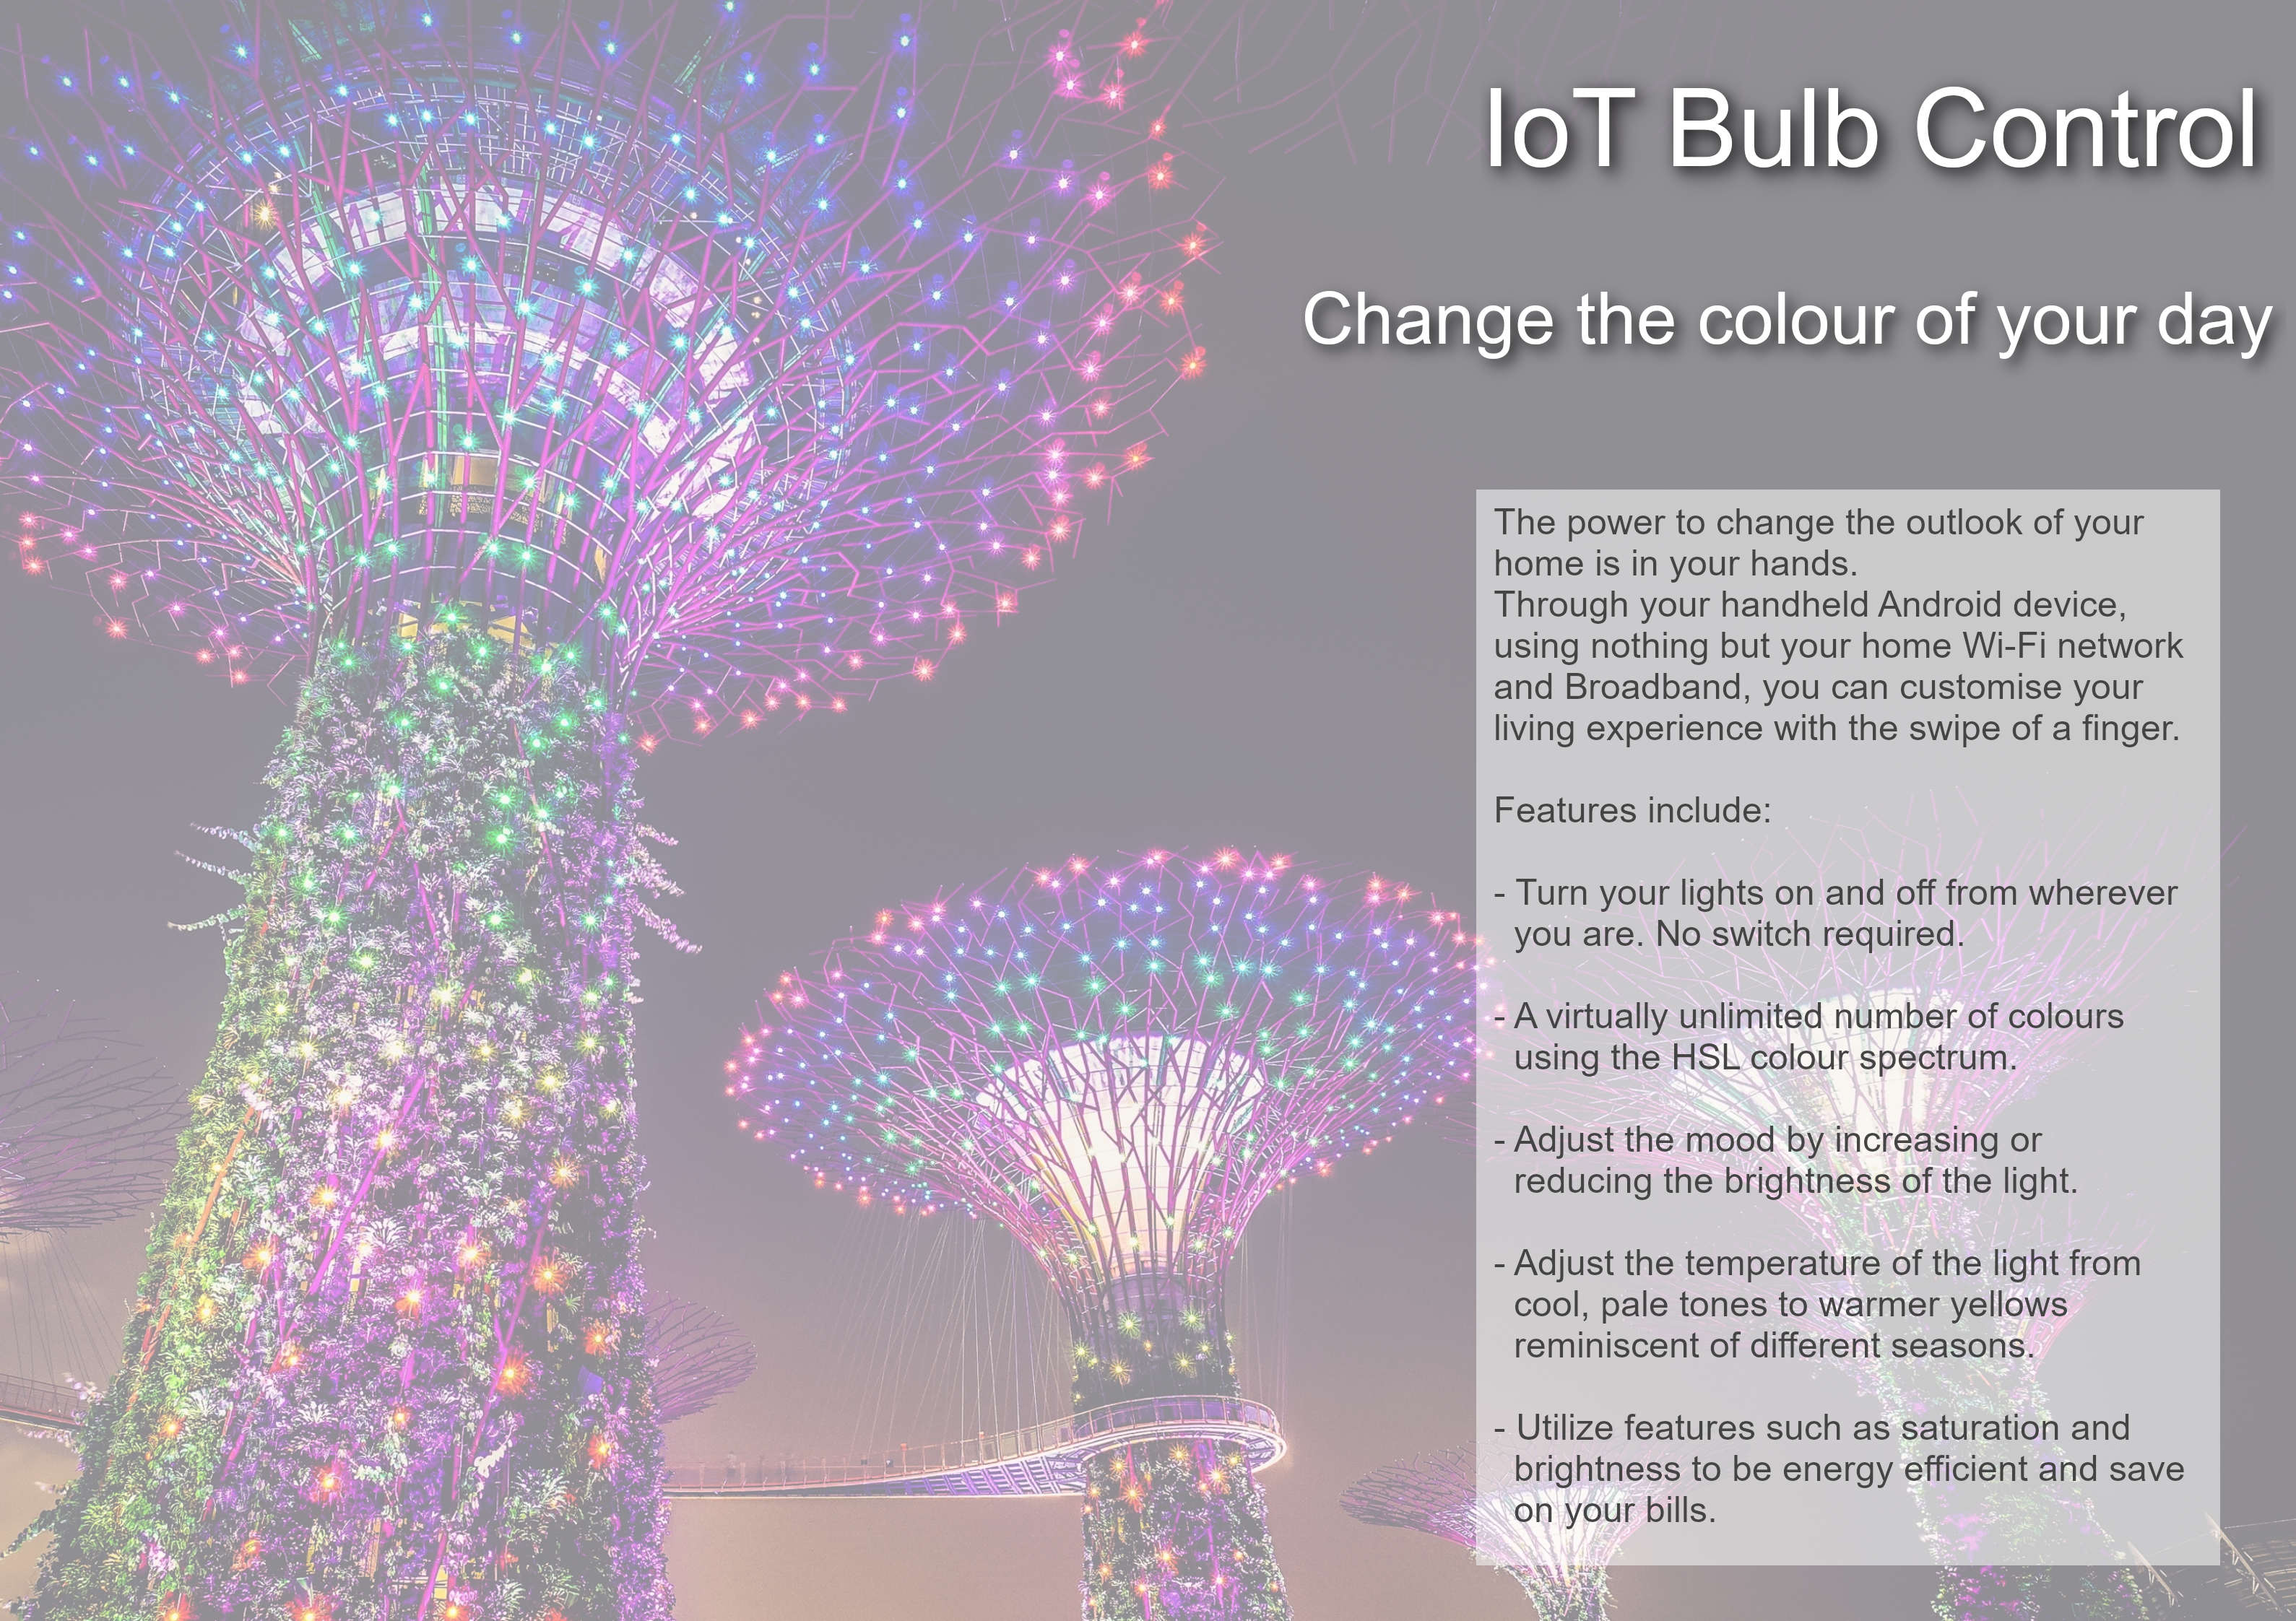 IoT Bulb Control
Change the colour of your day
The power to change the outlook of your
home is in your hands.
Through your handheld Android device,
using nothing but your home Wi-Fi network
and Broadband, you can customise your
living experience with the swipe of a finger.
Features include:
- Turn your lights on and off from wherever
you are. No switch required.
- A virtually unlimited number of colours
using the HSL colour spectrum.
- Adjust the mood by increasing or
reducing the brightness of the light.
- Adjust the temperature of the light from
cool, pale tones to warmer yellows
reminiscent of different seasons.
- Utilize features such as saturation and
brightness to be energy efficient and save
on your bills.